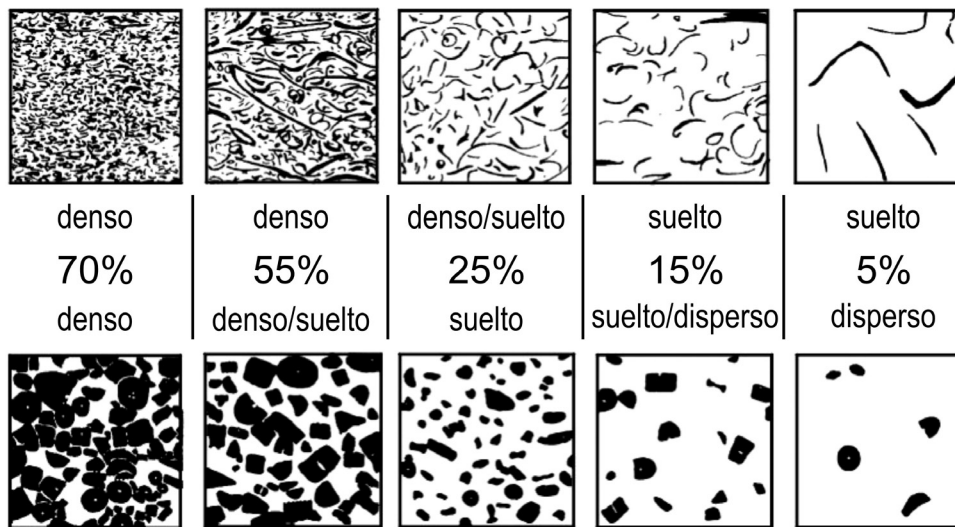 denso denso denso/suelto suelto suelto
70% 55% 25% 15% 5%
denso denso/suelto suelto suelto/disperso disperso